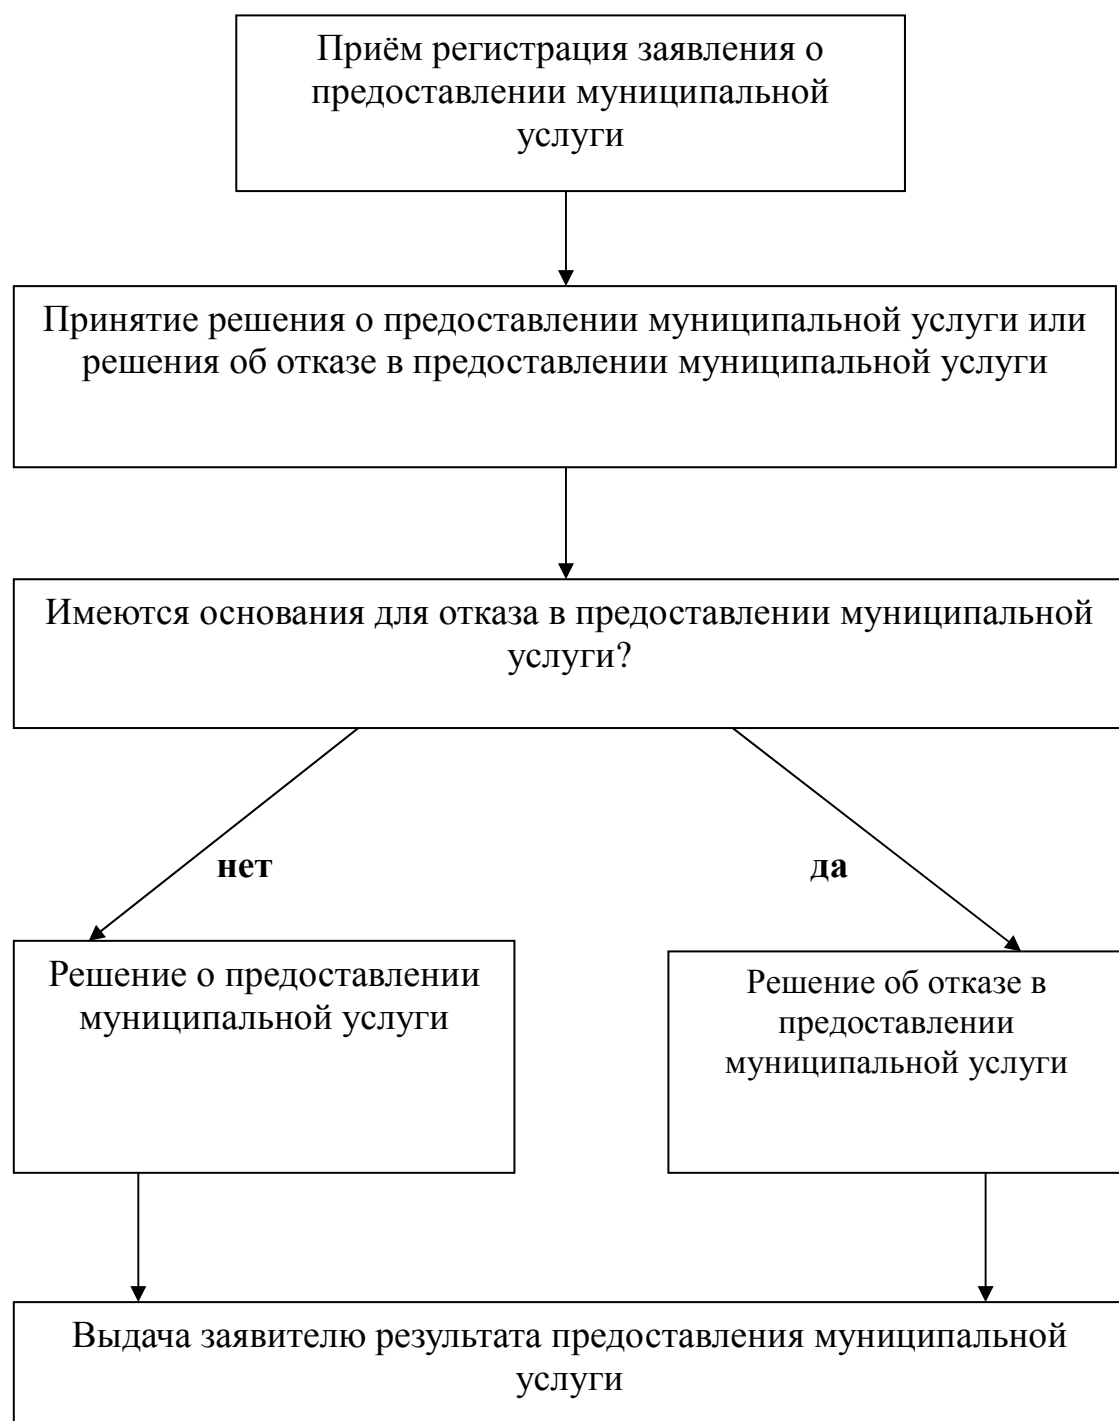 Приём регистрация заявления о
предоставлении муниципальной
услуги
Принятие решения о предоставлении муниципальной услуги или
решения об отказе в предоставлении муниципальной услуги
Имеются основания для отказа в предоставлении муниципальной
услуги?
нет
да
Решение о предоставлении
муниципальной услуги
Решение об отказе в
предоставлении
муниципальной услуги
Выдача заявителю результата предоставления муниципальной
услуги